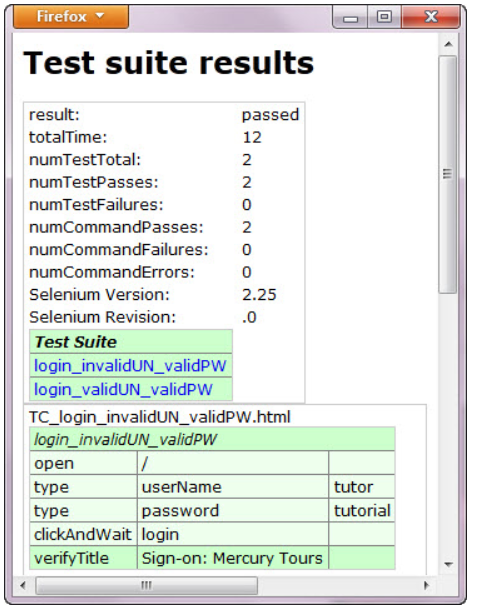 Firefox
Test suite results
result: passed
totalTime: 12
numTestTotal: 2
numTestPasses: 2
numTestFailures: 0
numCommandPasses: 2
numCommandFailures: 0
numCommandErrors: 0
Selenium Version: 2.25
Selenium Revision: .0
Test Suite
login_invalidUN_validPW
login_validUN_validPW
TC_login_invalidUN_validPW.html
login_invalidUN_validPW
open /
type userName tutor
type password tutorial
clickAndWait login
verifyTitle Sign-on: Mercury Tours